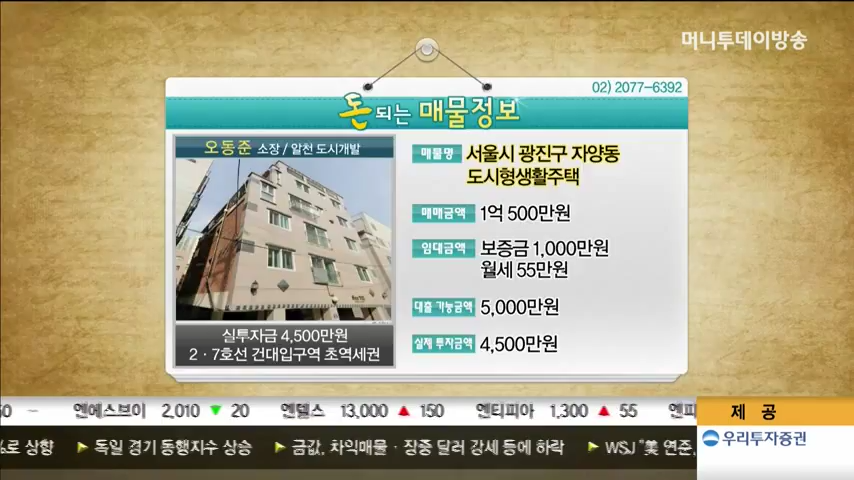 머니투데이방송
02) 2077-6392
돈되는 매물정보
오동준 소장 / 알천 도시개발
실투자금 4,500만원
2 · 7호선 건대입구역 초역세권
매물명 서울시 광진구 자양동
도시형생활주택
매매금액 1억 500만원
임대금액 보증금 1,000만원
월세 55만원
대출 가능금액 5,000만원
실제 투자금액 4,500만원
엔에스브이 2,010 ▼ 20 엔델스 13,000 ▲ 150 엔티피아 1,300 ▲ 55
제 공
우리투자증권
로 상향 ▶ 독일 경기 동행지수 상승 ▶ 금값, 차익매물 · 장중 달러 강세 등에 하락 ▶ WSJ "美 연준,